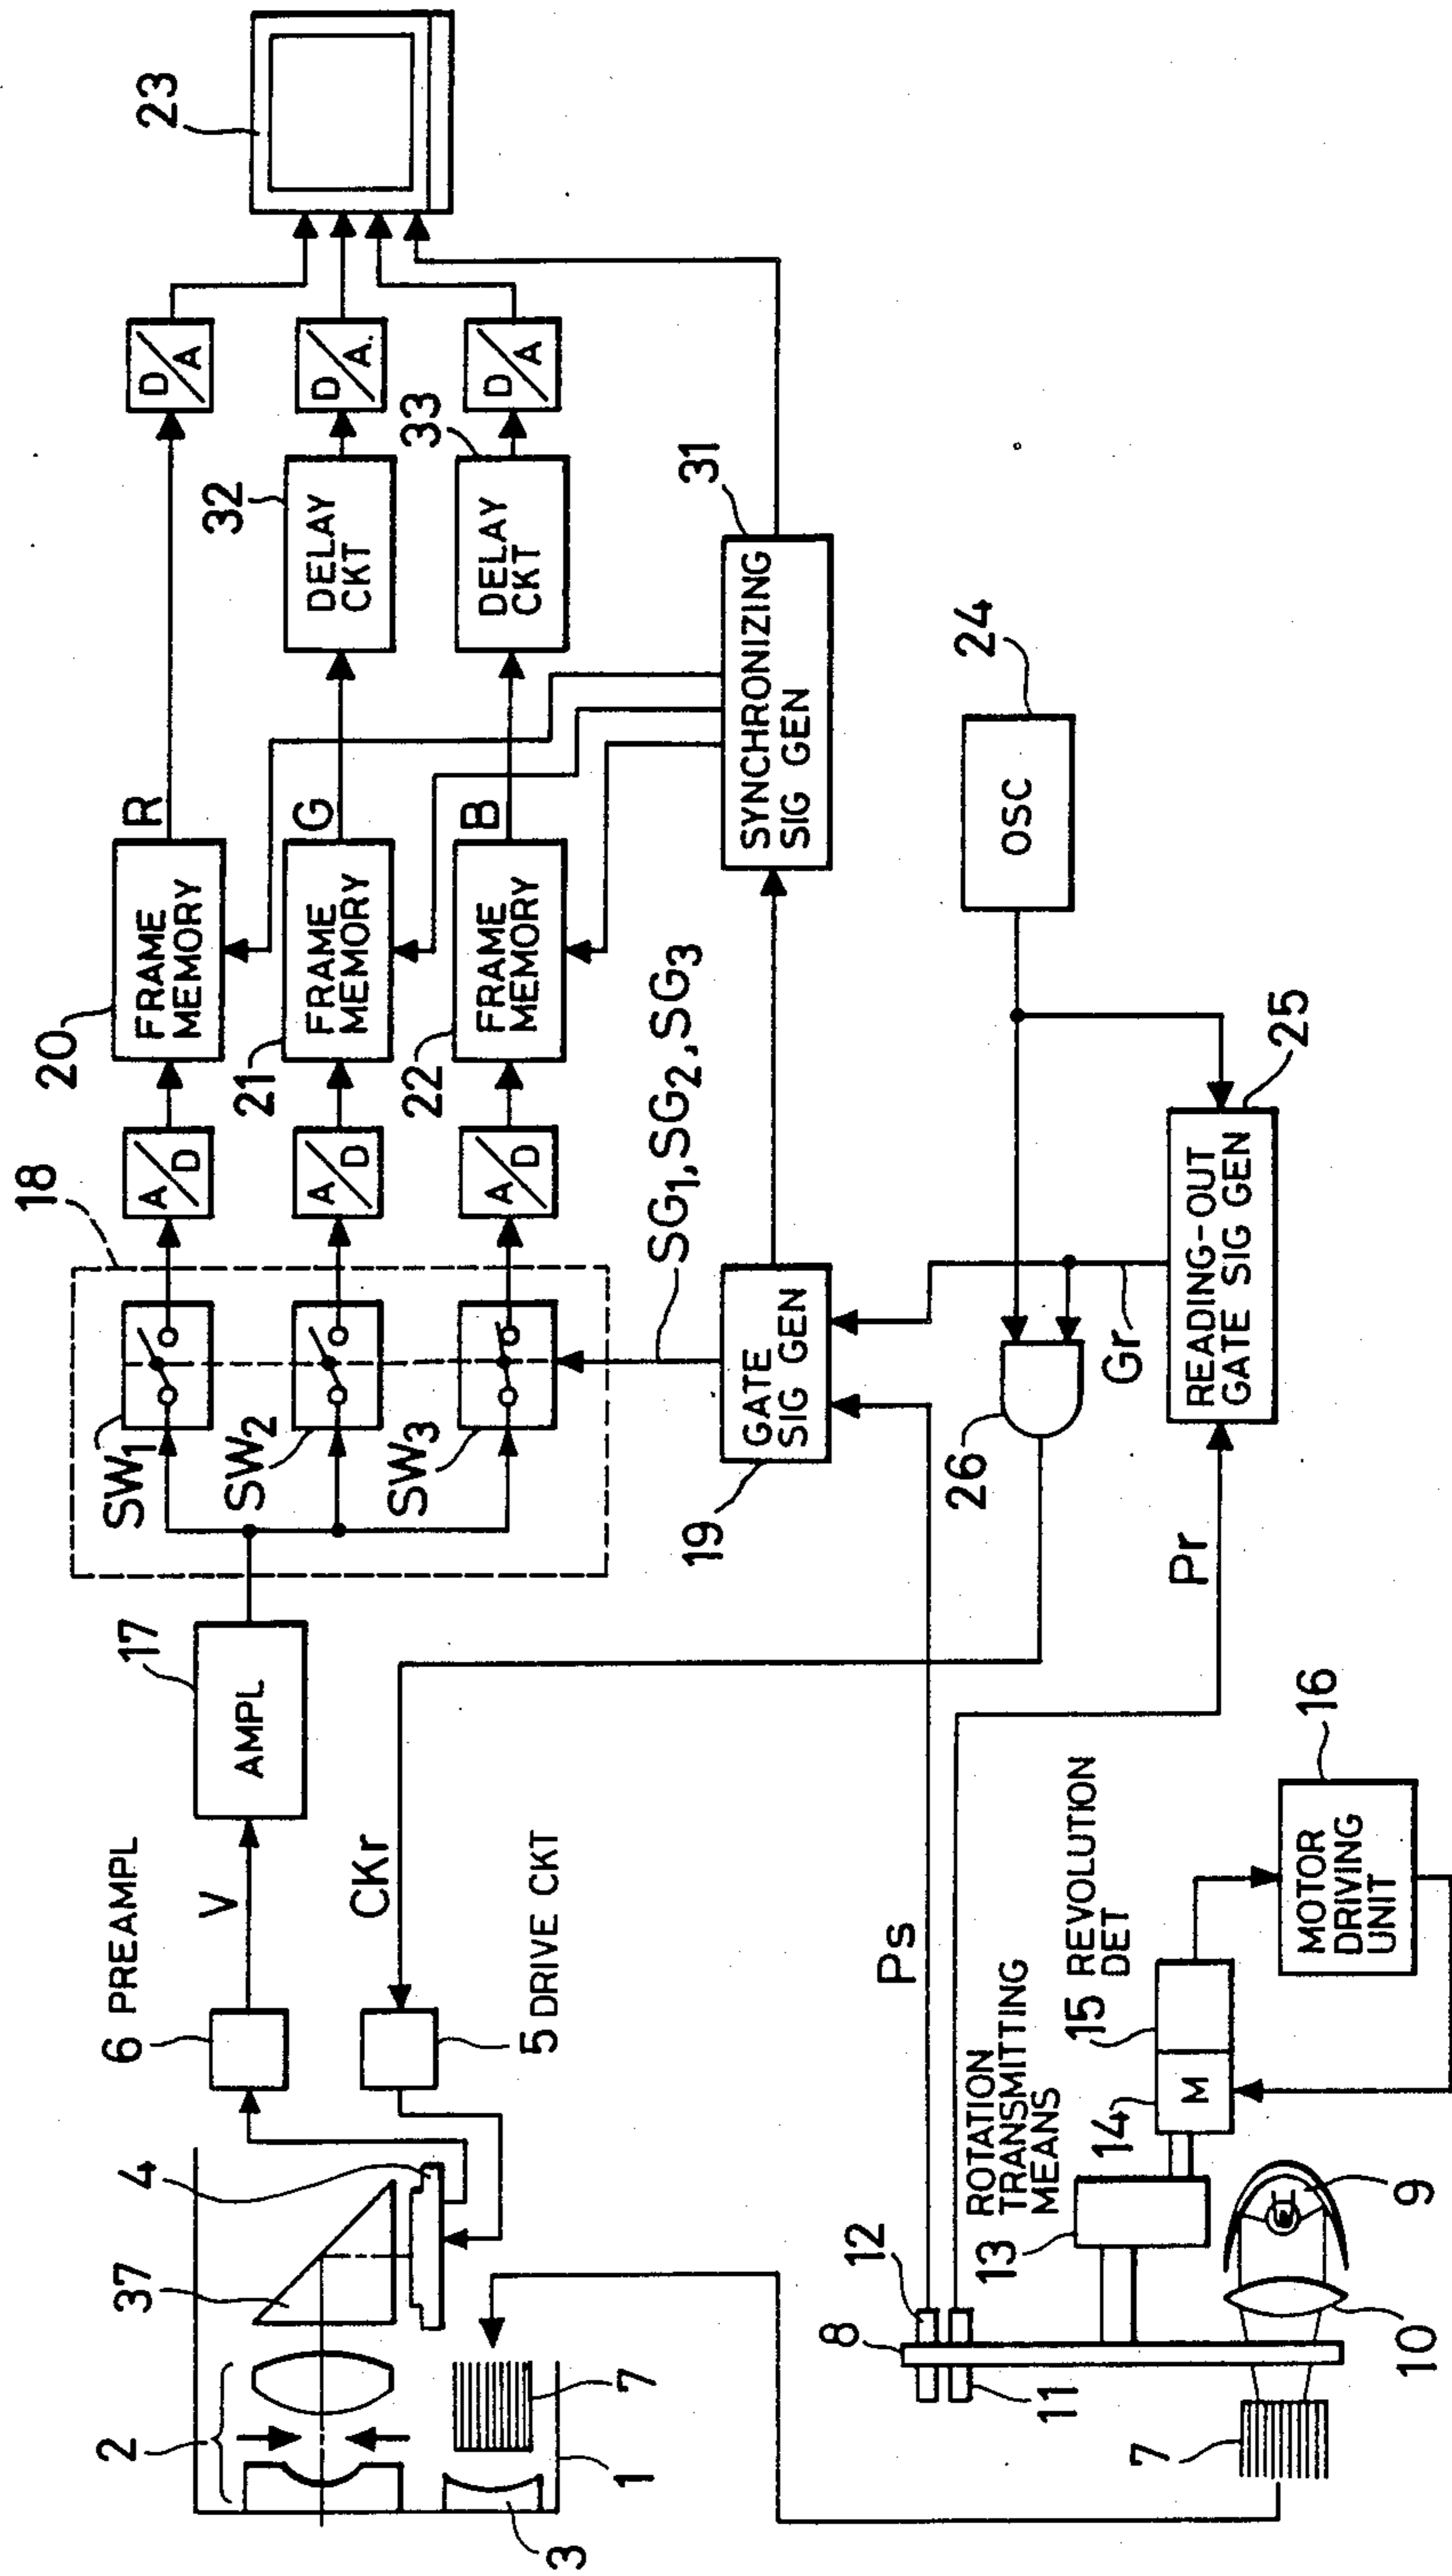 23
D/A
D/A.
D/A
32
DELAY
CKT
33
DELAY
CKT
31
SYNCHRONIZING
SIG GEN
24
OSC
R
G
B
20
FRAME
MEMORY
21
FRAME
MEMORY
22
FRAME
MEMORY
A/D
A/D
A/D
18
SW1
SW2
SW3
SG1,SG2,SG3
19
GATE
SIG GEN
25
READING-OUT
GATE SIG GEN
26
Gr
Pr
17
AMPL
V
6 PREAMPL
CKr
5 DRIVE CKT
Ps
16
MOTOR
DRIVING
UNIT
15 REVOLUTION
DET
14
M
ROTATION
TRANSMITTING
MEANS
13
12
11
8
9
10
7
4
37
2
7
1
3